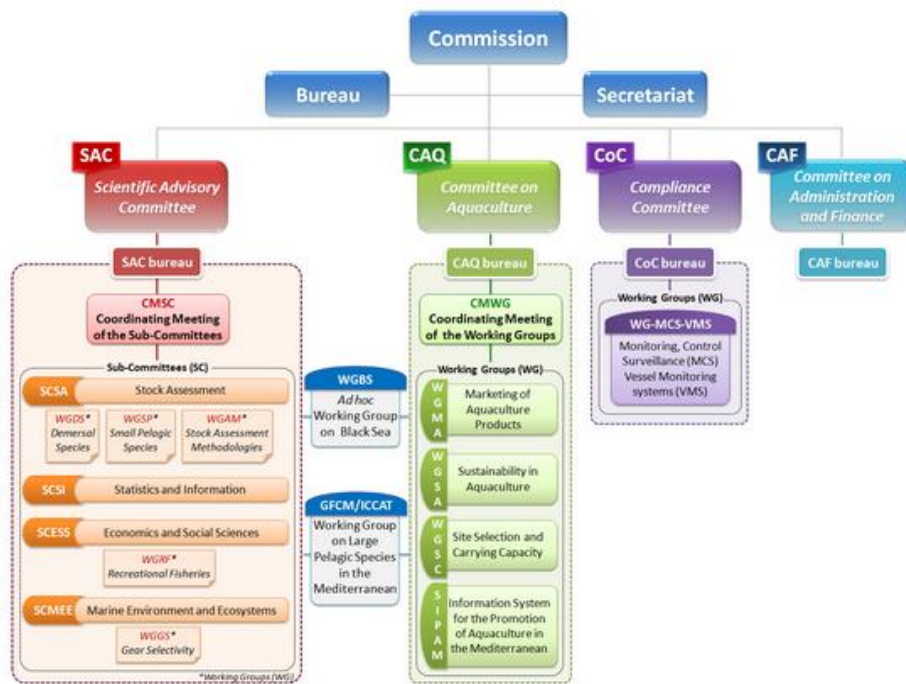 Commission
Bureau
Secretariat
SAC
Scientific Advisory
Committee
CAQ
Committee on
Aquaculture
CoC
Compliance
Committee
CAF
Committee on
Administration
and Finance
SAC bureau
CAQ bureau
CoC bureau
CAF bureau
CMSC
Coordinating Meeting
of the Sub-Committees
Sub-Committees (SC)
SCSA
Stock Assessment
WGDS*
Demersal
Species
WGSP*
Small Pelagic
Species
WGAM*
Stock Assessment
Methodologies
SCSI
Statistics and Information
SCESS
Economics and Social Sciences
WGRF*
Recreational Fisheries
SCMEE
Marine Environment and Ecosystems
WGGS*
Gear Selectivity
*Working Groups (WG)
WGBS
Ad hoc
Working Group
on Black Sea
GFCM/ICCAT
Working Group
on Large
Pelagic Species
in the
Mediterranean
CMWG
Coordinating Meeting
of the Working Groups
Working Groups (WG)
WGMA
Marketing of
Aquaculture
Products
WGSA
Sustainability in
Aquaculture
WGSC
Site Selection and
Carrying Capacity
SIPAM
Information System
for the Promotion
of Aquaculture in
the Mediterranean
Working Groups (WG)
WG-MCS-VMS
Monitoring, Control
Surveillance (MCS)
Vessel Monitoring
systems (VMS)